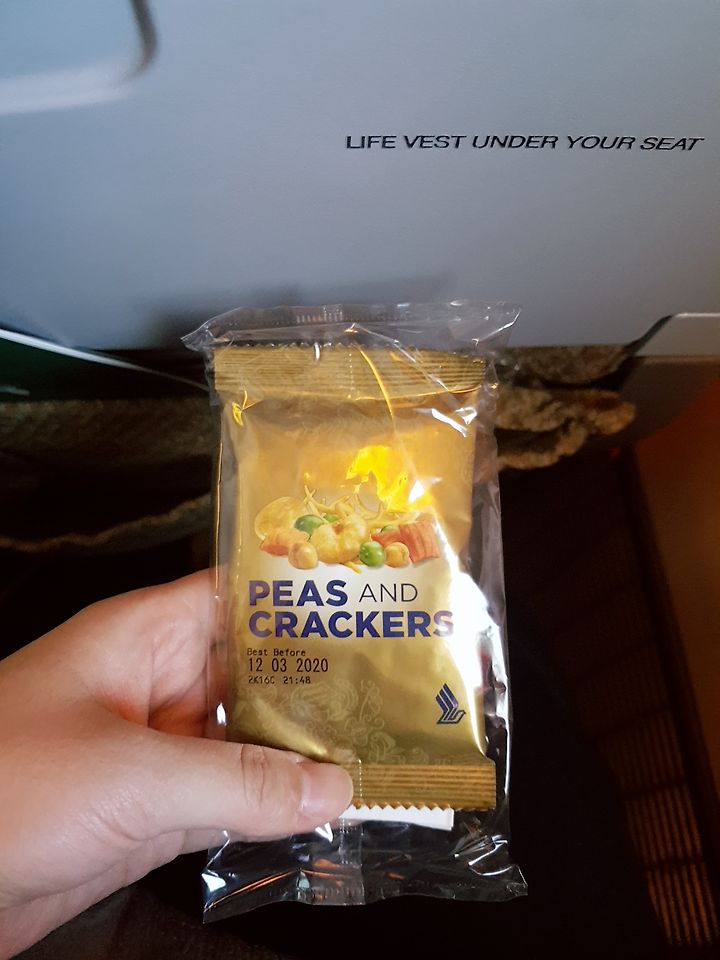 LIFE VEST UNDER YOUR SEAT
PEAS AND
CRACKERS
Best Before
12 03 2020
2K16C 21:48